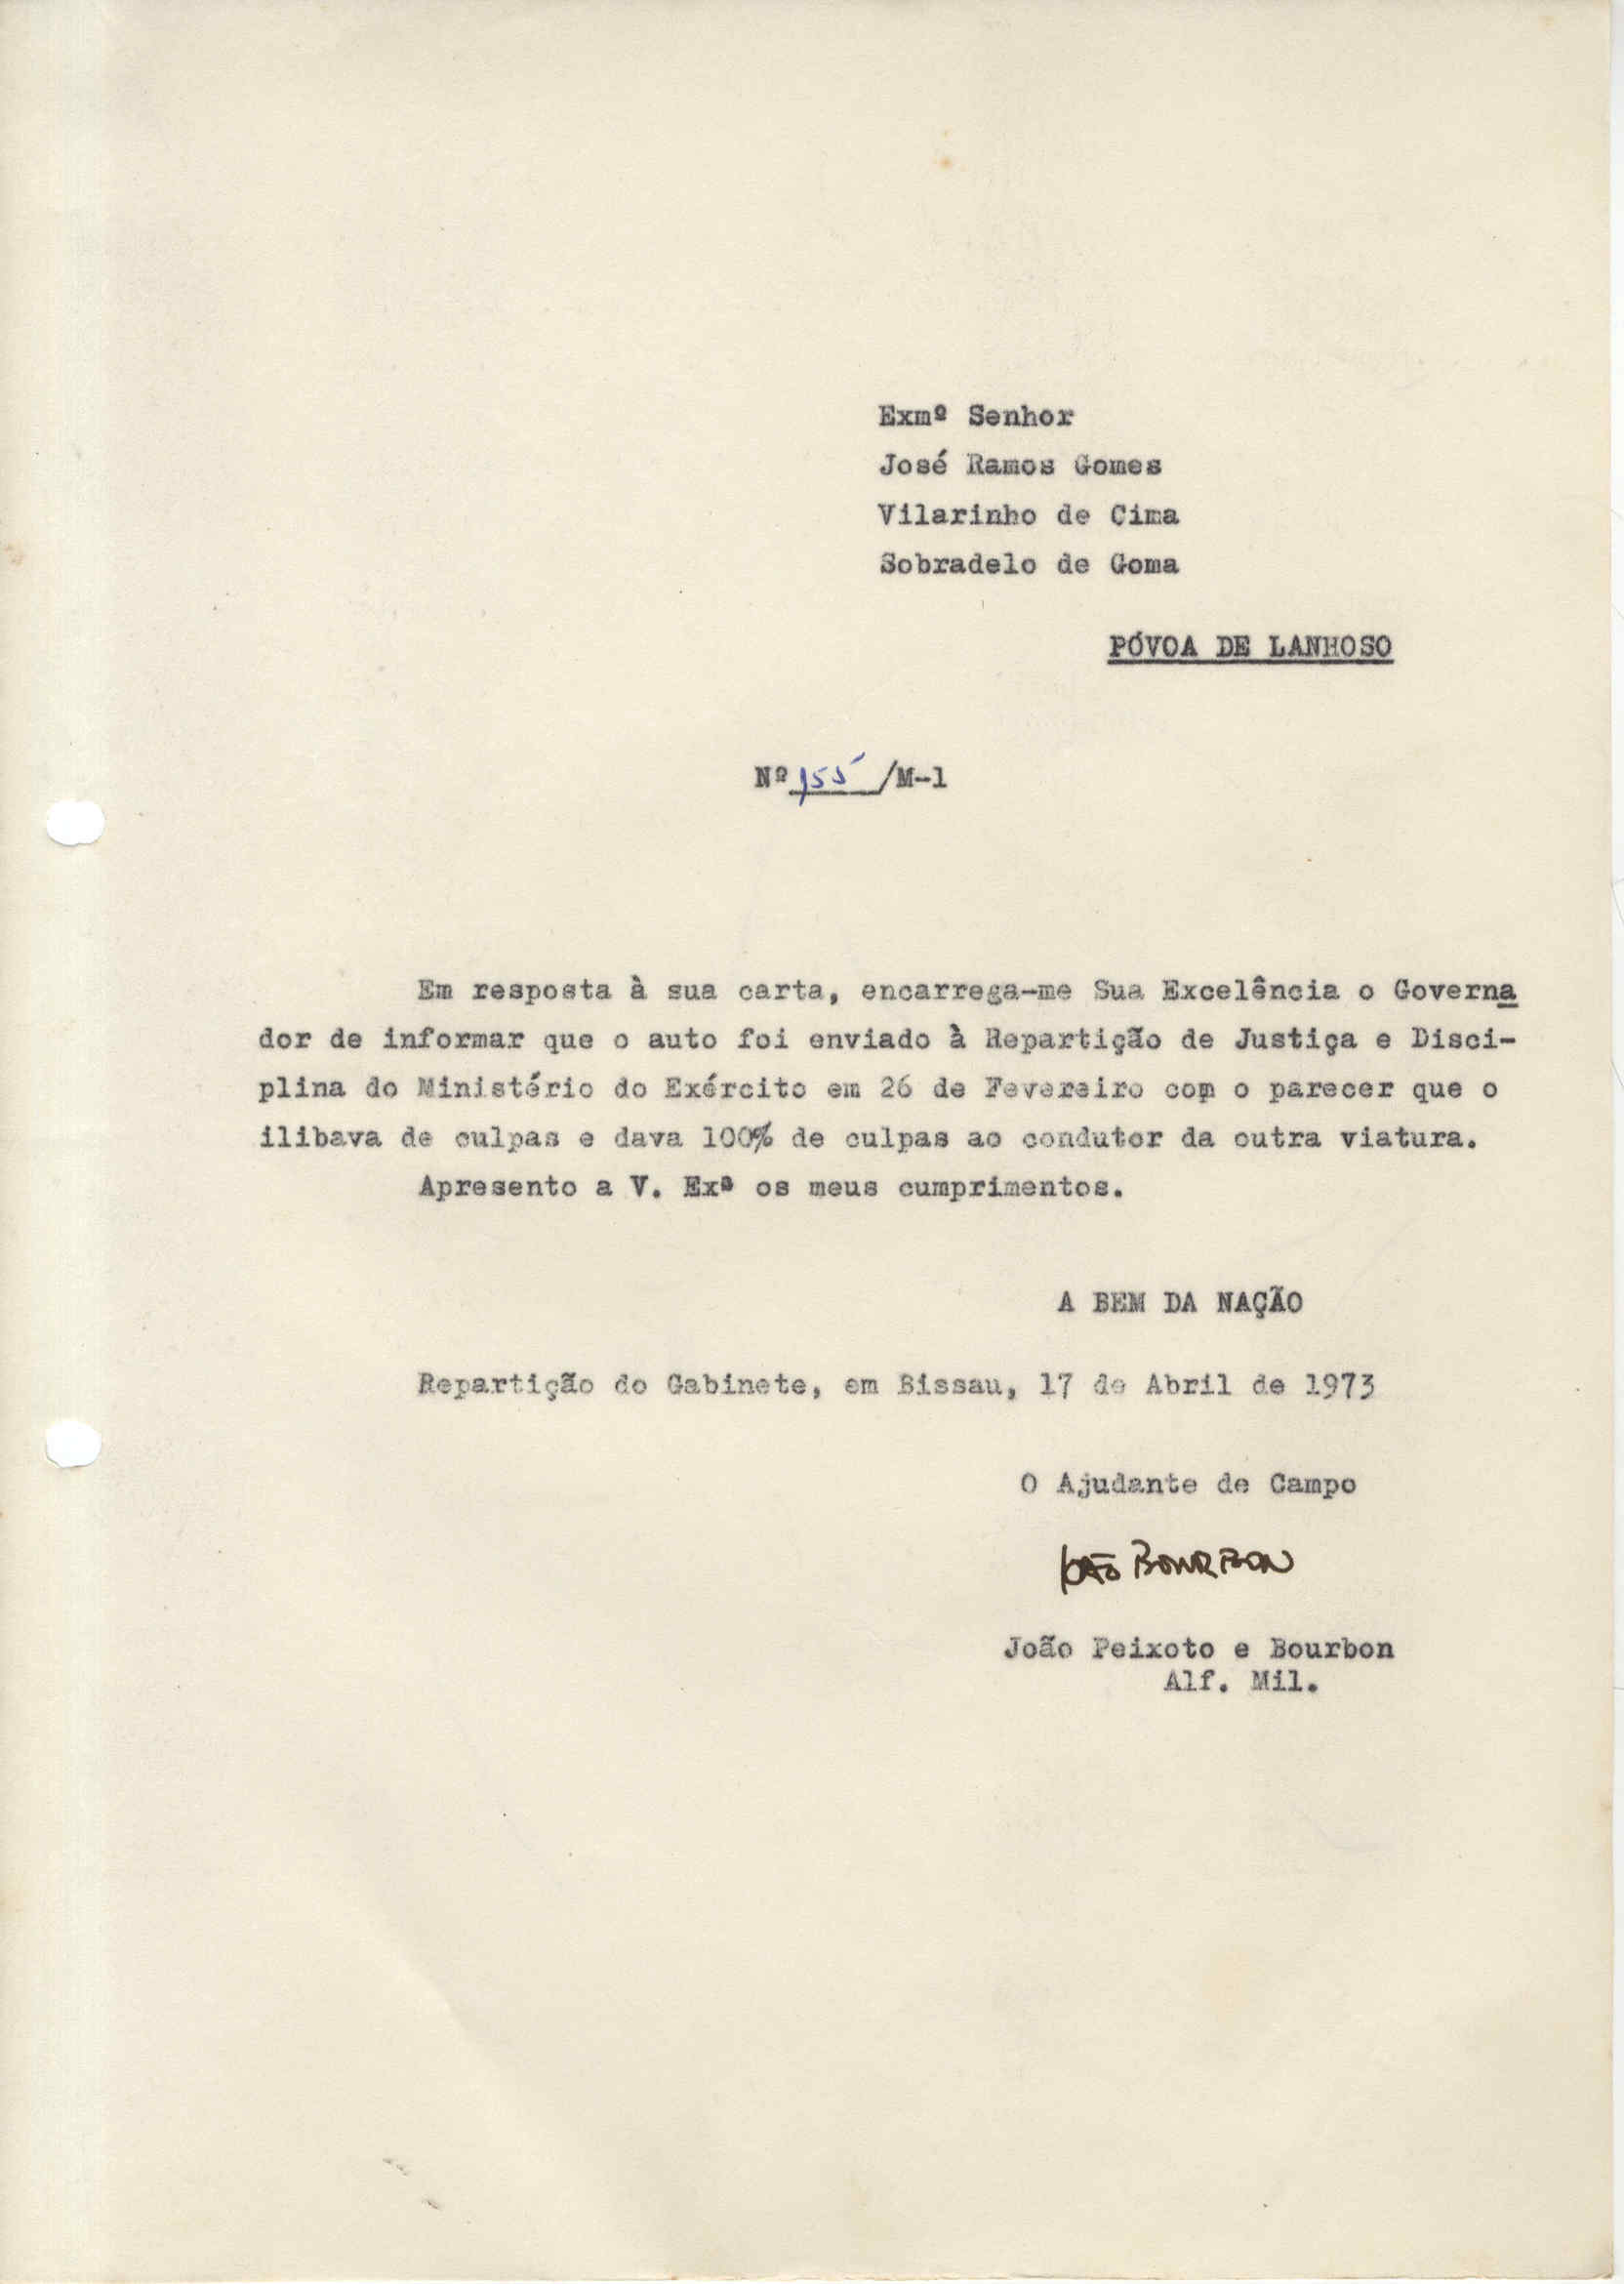 Exmº Senhor
José Ramos Gomes
Vilarinho de Cima
Sobradelo de Goma
PÓVOA DE LANHOSO
Nº 155 /M-1
Em resposta à sua carta, encarrega-me Sua Excelência o Governa
dor de informar que o auto foi enviado à Repartição de Justiça e Disci-
plina do Ministério do Exército em 26 de Fevereiro com o parecer que o
ilibava de culpas e dava 100% de culpas ao condutor da outra viatura.
Apresento a V. Exª os meus cumprimentos.
A BEM DA NAÇÃO
Repartição do Gabinete, em Bissau, 17 de Abril de 1973
O Ajudante de Campo
João Bourbon
João Peixoto e Bourbon
Alf. Mil.